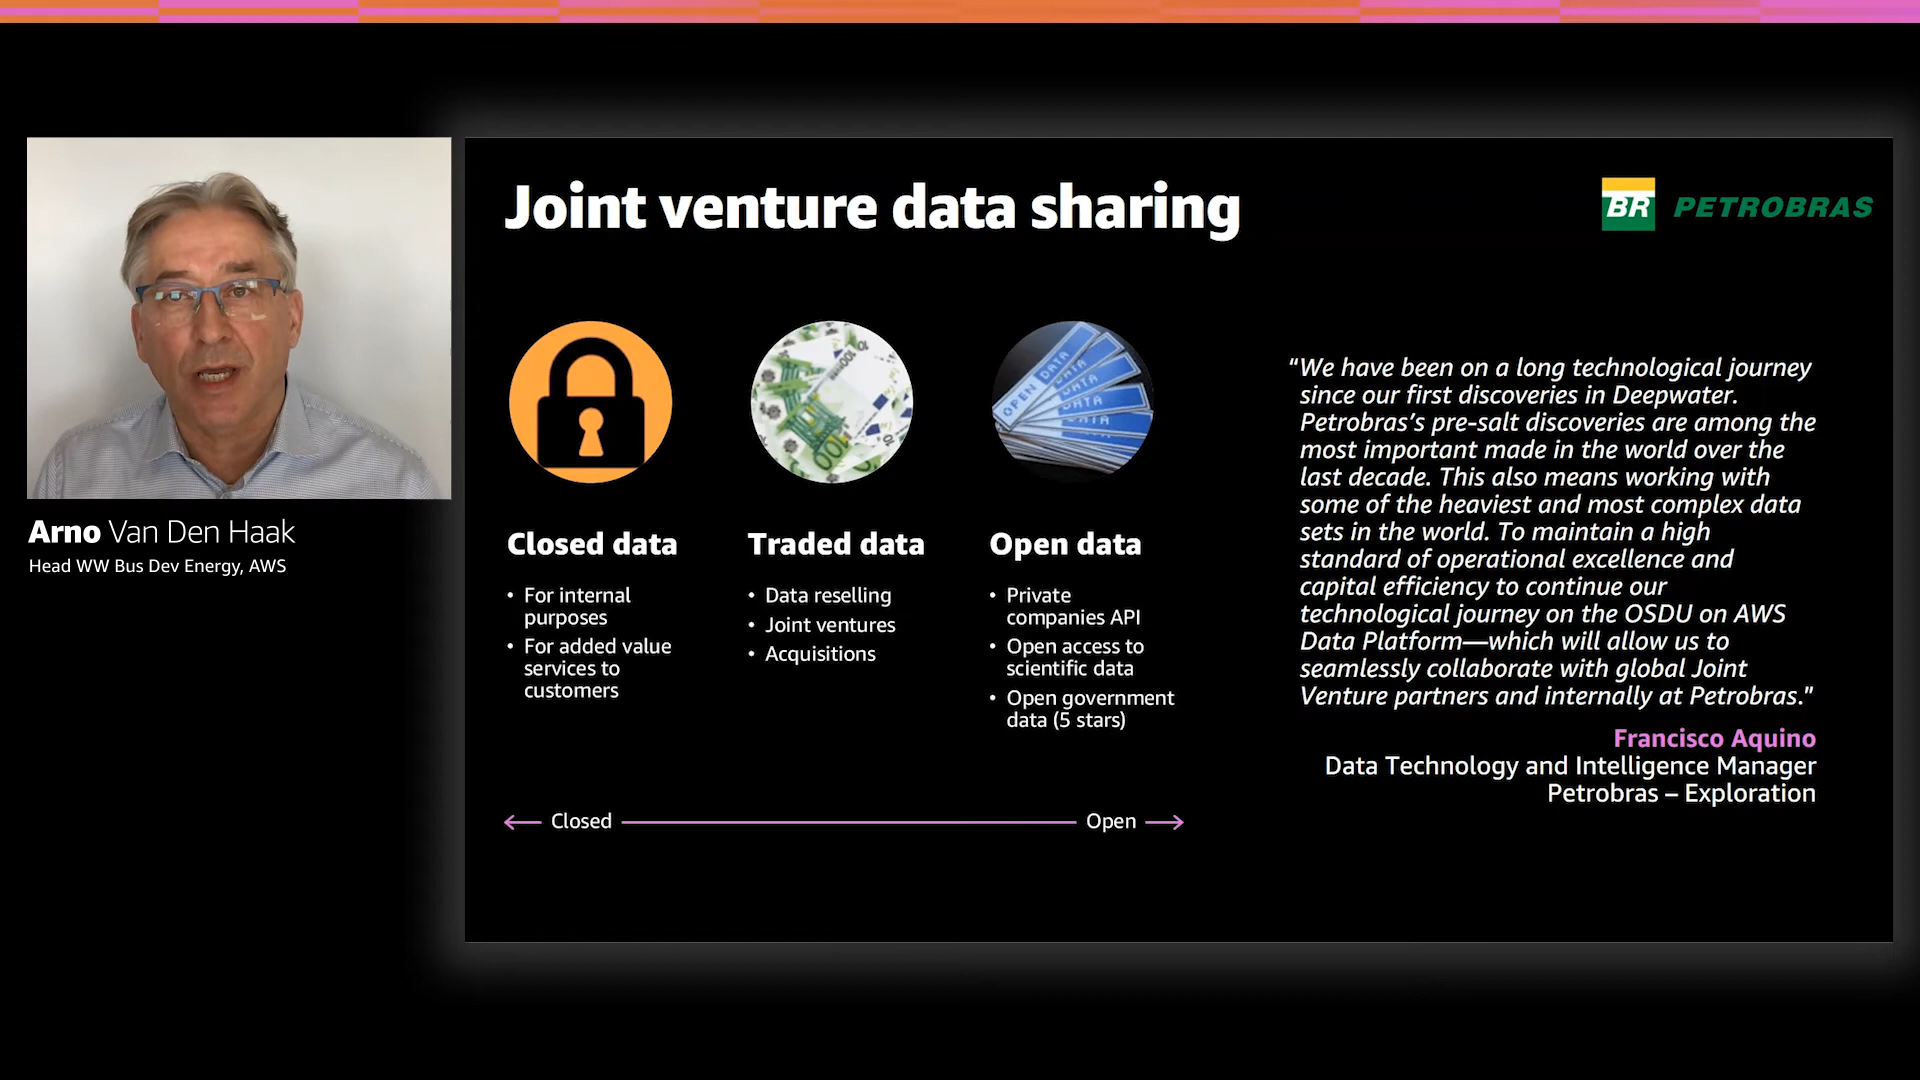 Joint venture data sharing
BR PETROBRAS
OPEN DATA
DATA
DATA
DATA
100
Arno Van Den Haak
Head WW Bus Dev Energy, AWS
Closed data
• For internal
purposes
• For added value
services to
customers
Traded data
• Data reselling
• Joint ventures
• Acquisitions
Open data
• Private
companies API
• Open access to
scientific data
• Open government
data (5 stars)
Closed
Open
“We have been on a long technological journey
since our first discoveries in Deepwater.
Petrobras’s pre-salt discoveries are among the
most important made in the world over the
last decade. This also means working with
some of the heaviest and most complex data
sets in the world. To maintain a high
standard of operational excellence and
capital efficiency to continue our
technological journey on the OSDU on AWS
Data Platform—which will allow us to
seamlessly collaborate with global Joint
Venture partners and internally at Petrobras."
Francisco Aquino
Data Technology and Intelligence Manager
Petrobras – Exploration